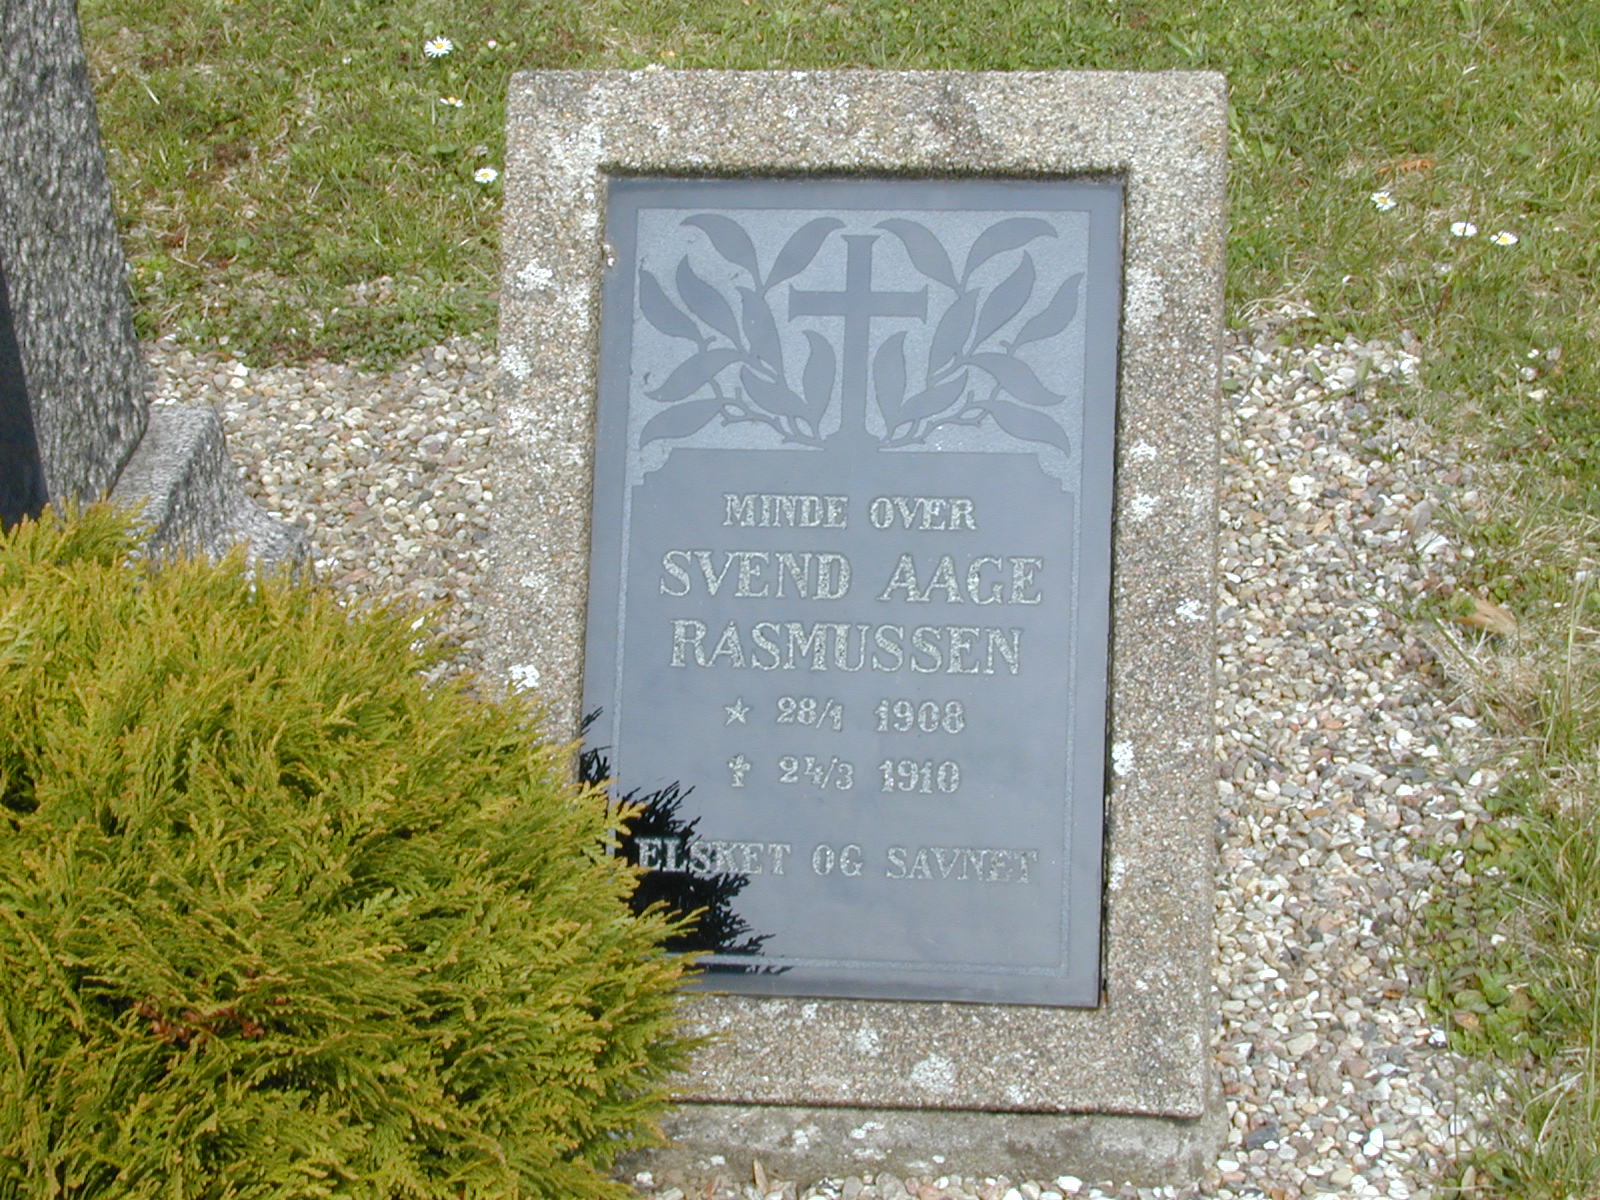 MINDE OVER
SVEND AAGE
RASMUSSEN
★ 28/1 1908
✝ 24/3 1910
ELSKET OG SAVNET